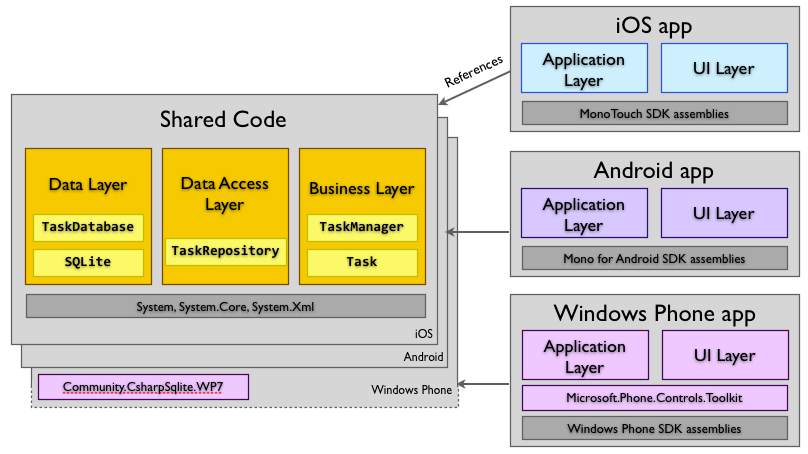 Shared Code
Data Layer
TaskDatabase
SQLite
Data Access
Layer
TaskRepository
Business Layer
TaskManager
Task
System, System.Core, System.Xml
iOS
Android
Community.CsharpSqlite.WP7
Windows Phone
References
iOS app
Application
Layer
UI Layer
MonoTouch SDK assemblies
Android app
Application
Layer
UI Layer
Mono for Android SDK assemblies
Windows Phone app
Application
Layer
UI Layer
Microsoft.Phone.Controls.Toolkit
Windows Phone SDK assemblies